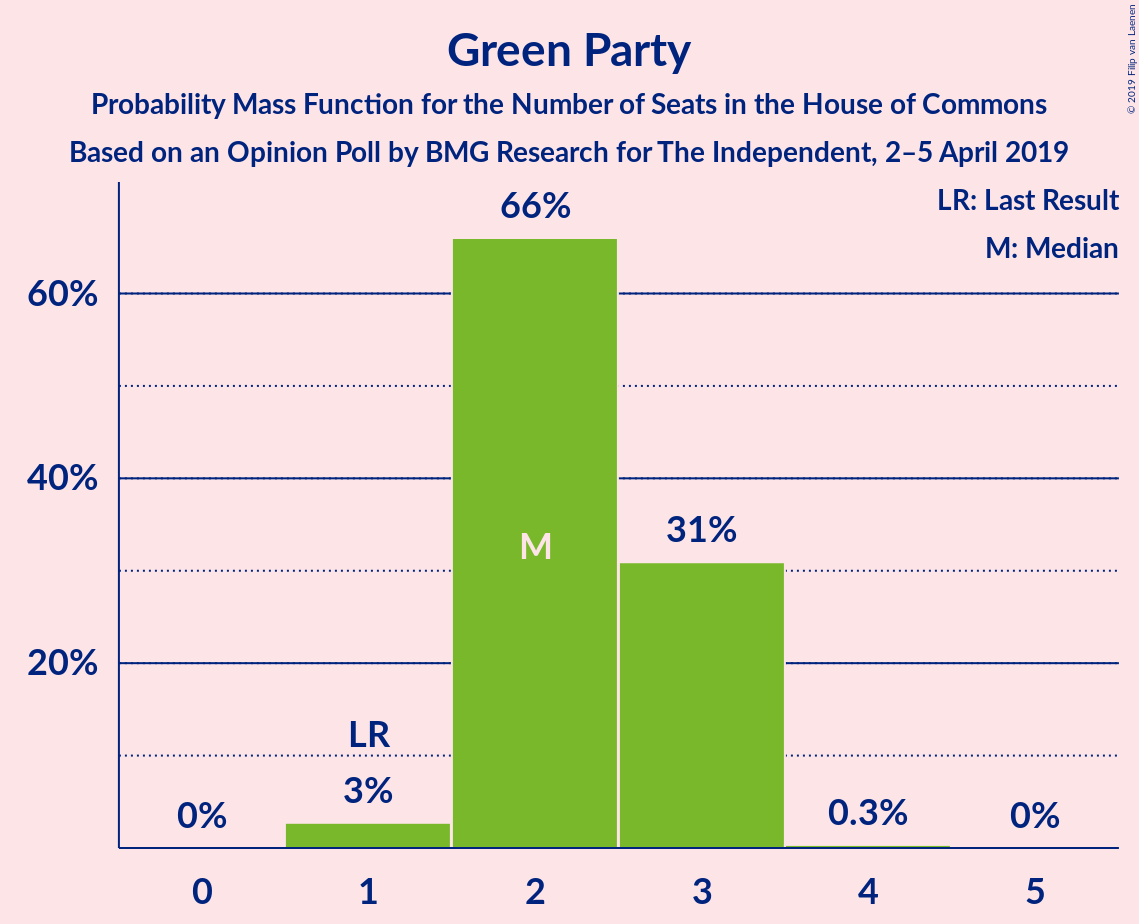 Green Party
Probability Mass Function for the Number of Seats in the House of Commons
Based on an Opinion Poll by BMG Research for The Independent, 2–5 April 2019
© 2019 Filip van Laenen
LR: Last Result
M: Median
66%
60%
40%
31%
M
20%
LR
3%
0%
0.3%
0%
0 1 2 3 4 5